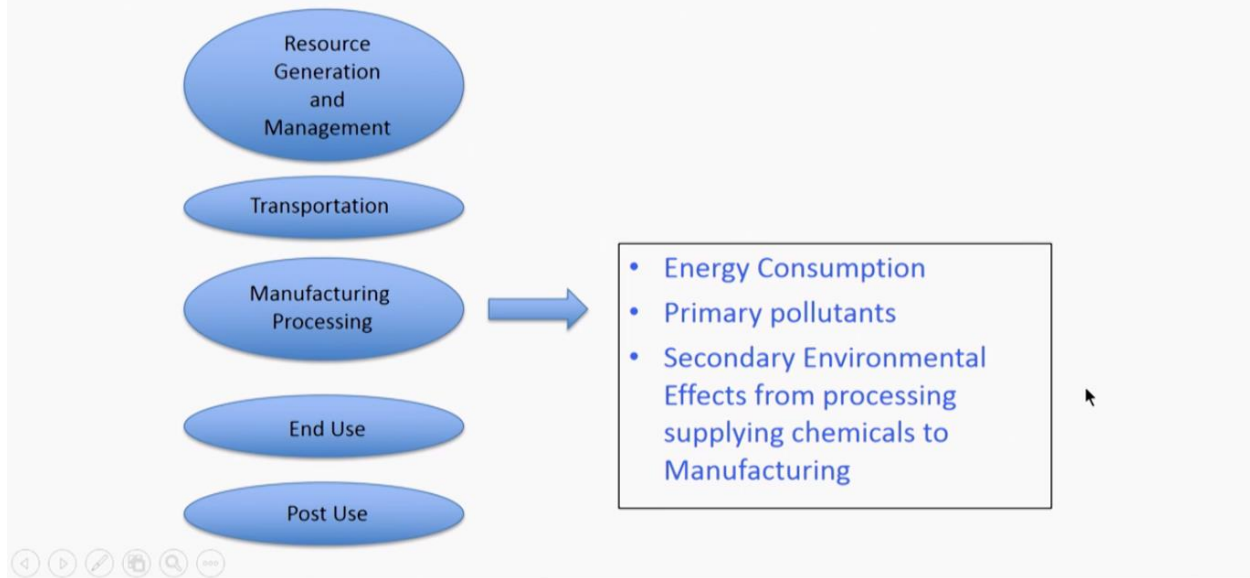 Resource
Generation
and
Management
Transportation
Manufacturing
Processing
End Use
Post Use
• Energy Consumption
• Primary pollutants
• Secondary Environmental
Effects from processing
supplying chemicals to
Manufacturing